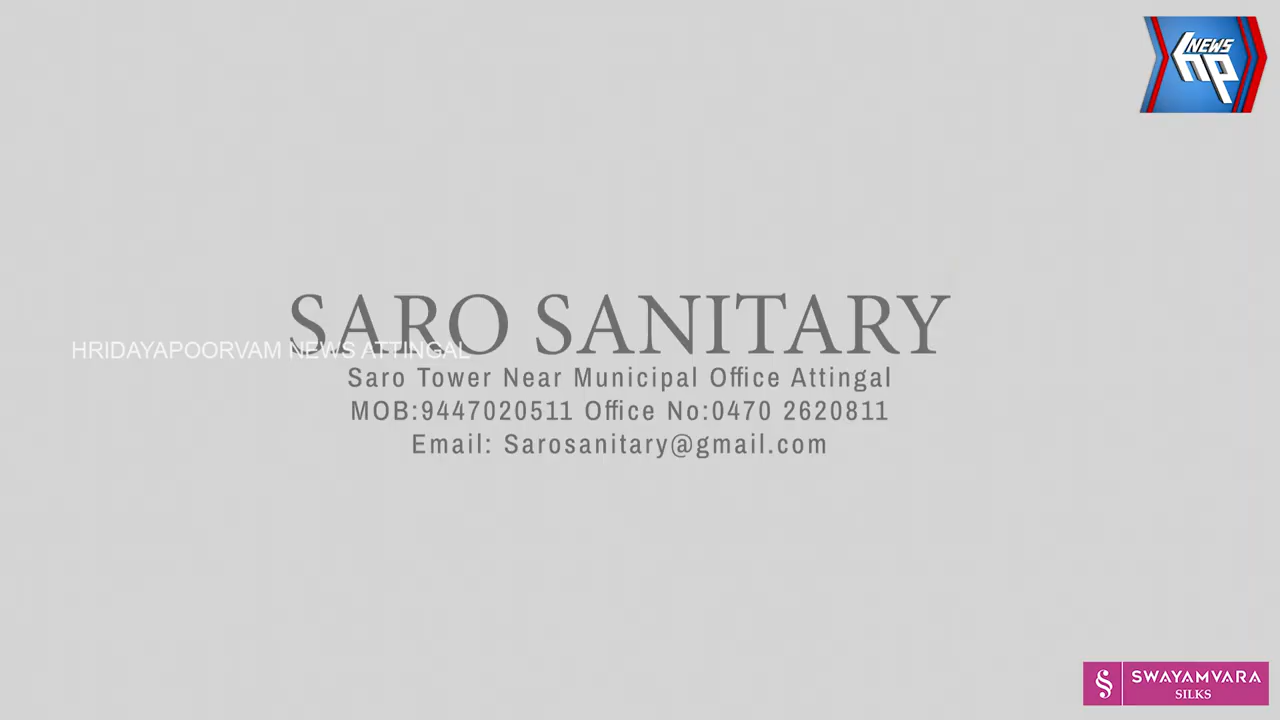 NEWS
hp
SARO SANITARY
HRIDAYAPOORVAM NEWS ATTINGAL
Saro Tower Near Municipal Office Attingal
MOB:9447020511 Office No:0470 2620811
Email: Sarosanitary@gmail.com
SWAYAMVARA
SILKS